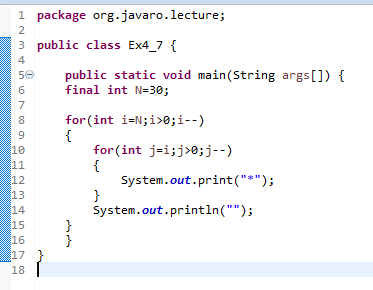 1 package org.javaro.lecture;
2
3 public class Ex4_7 {
4
5 public static void main(String args[]) {
6 final int N=30;
7
8 for(int i=N;i>0;i--)
9 {
10 for(int j=i;j>0;j--)
11 {
12 System.out.print("*");
13 }
14 System.out.println("");
15 }
16 }
17 }
18